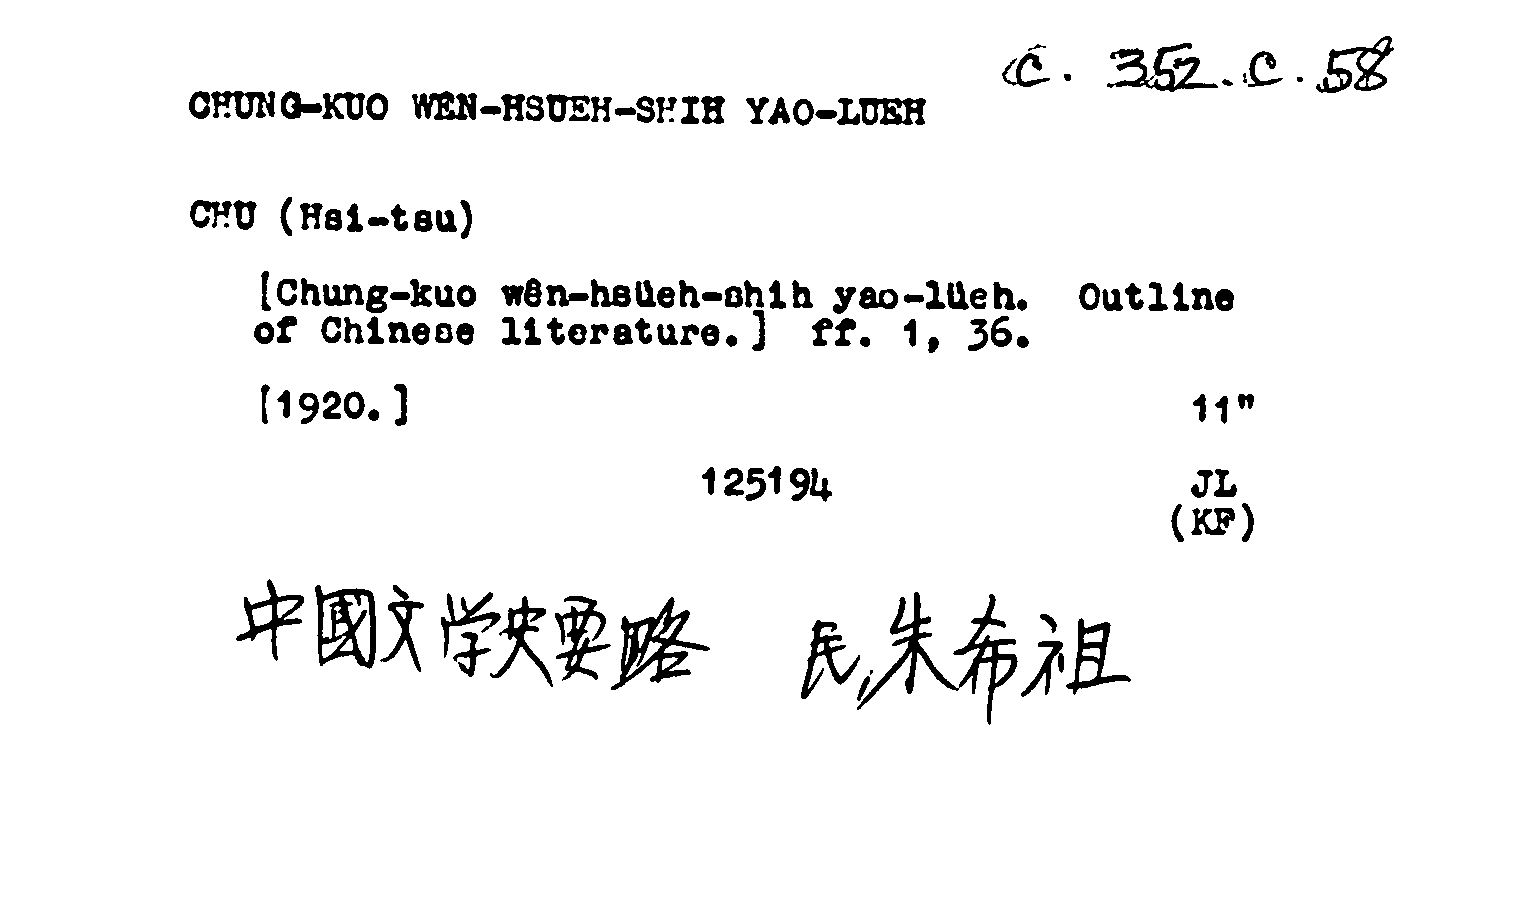 C. 352. C. 58
CHUNG-KUO WEN-HSUEH-SHIH YAO-LUEH
CHU (Hsi-tsu)
[Chung-kuo wên-hsüeh-shih yao-lüeh. Outline
of Chinese literature.] ff. 1, 36.
[1920.] 11"
125194 JL
(KF)
中國文学史要略 民,朱希祖